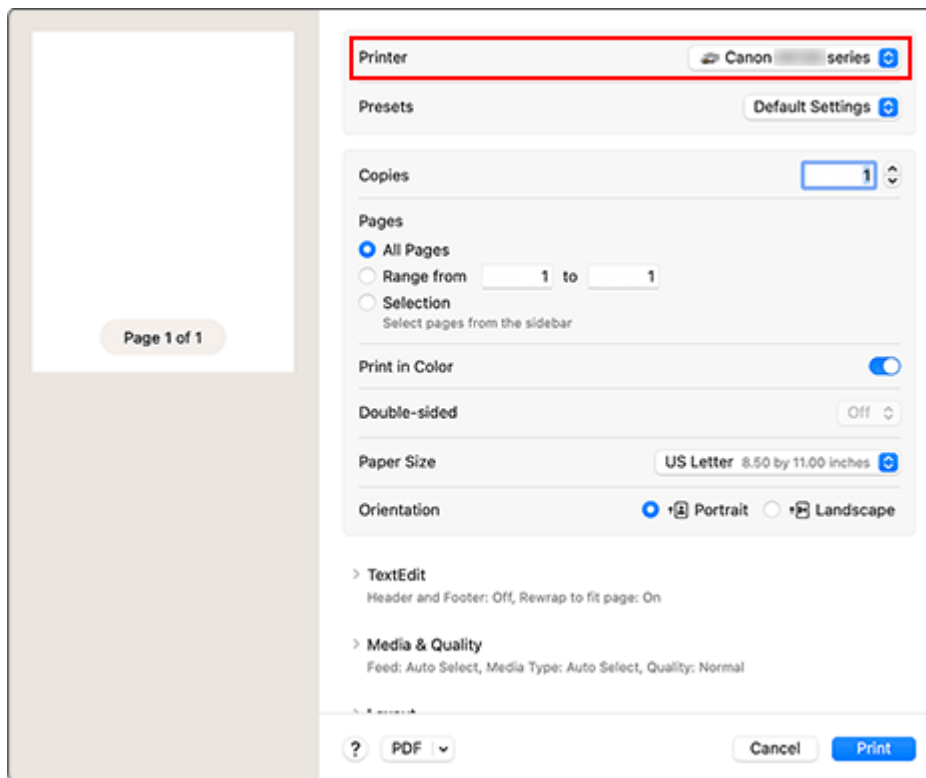 Printer Canon series
Presets Default Settings
Copies 1
Pages
All Pages
Range from 1 to 1
Selection
Select pages from the sidebar
Page 1 of 1
Print in Color
Double-sided Off
Paper Size US Letter 8.50 by 11.00 inches
Orientation Portrait Landscape
TextEdit
Header and Footer: Off, Rewrap to fit page: On
Media & Quality
Feed: Auto Select, Media Type: Auto Select, Quality: Normal
? PDF Cancel Print